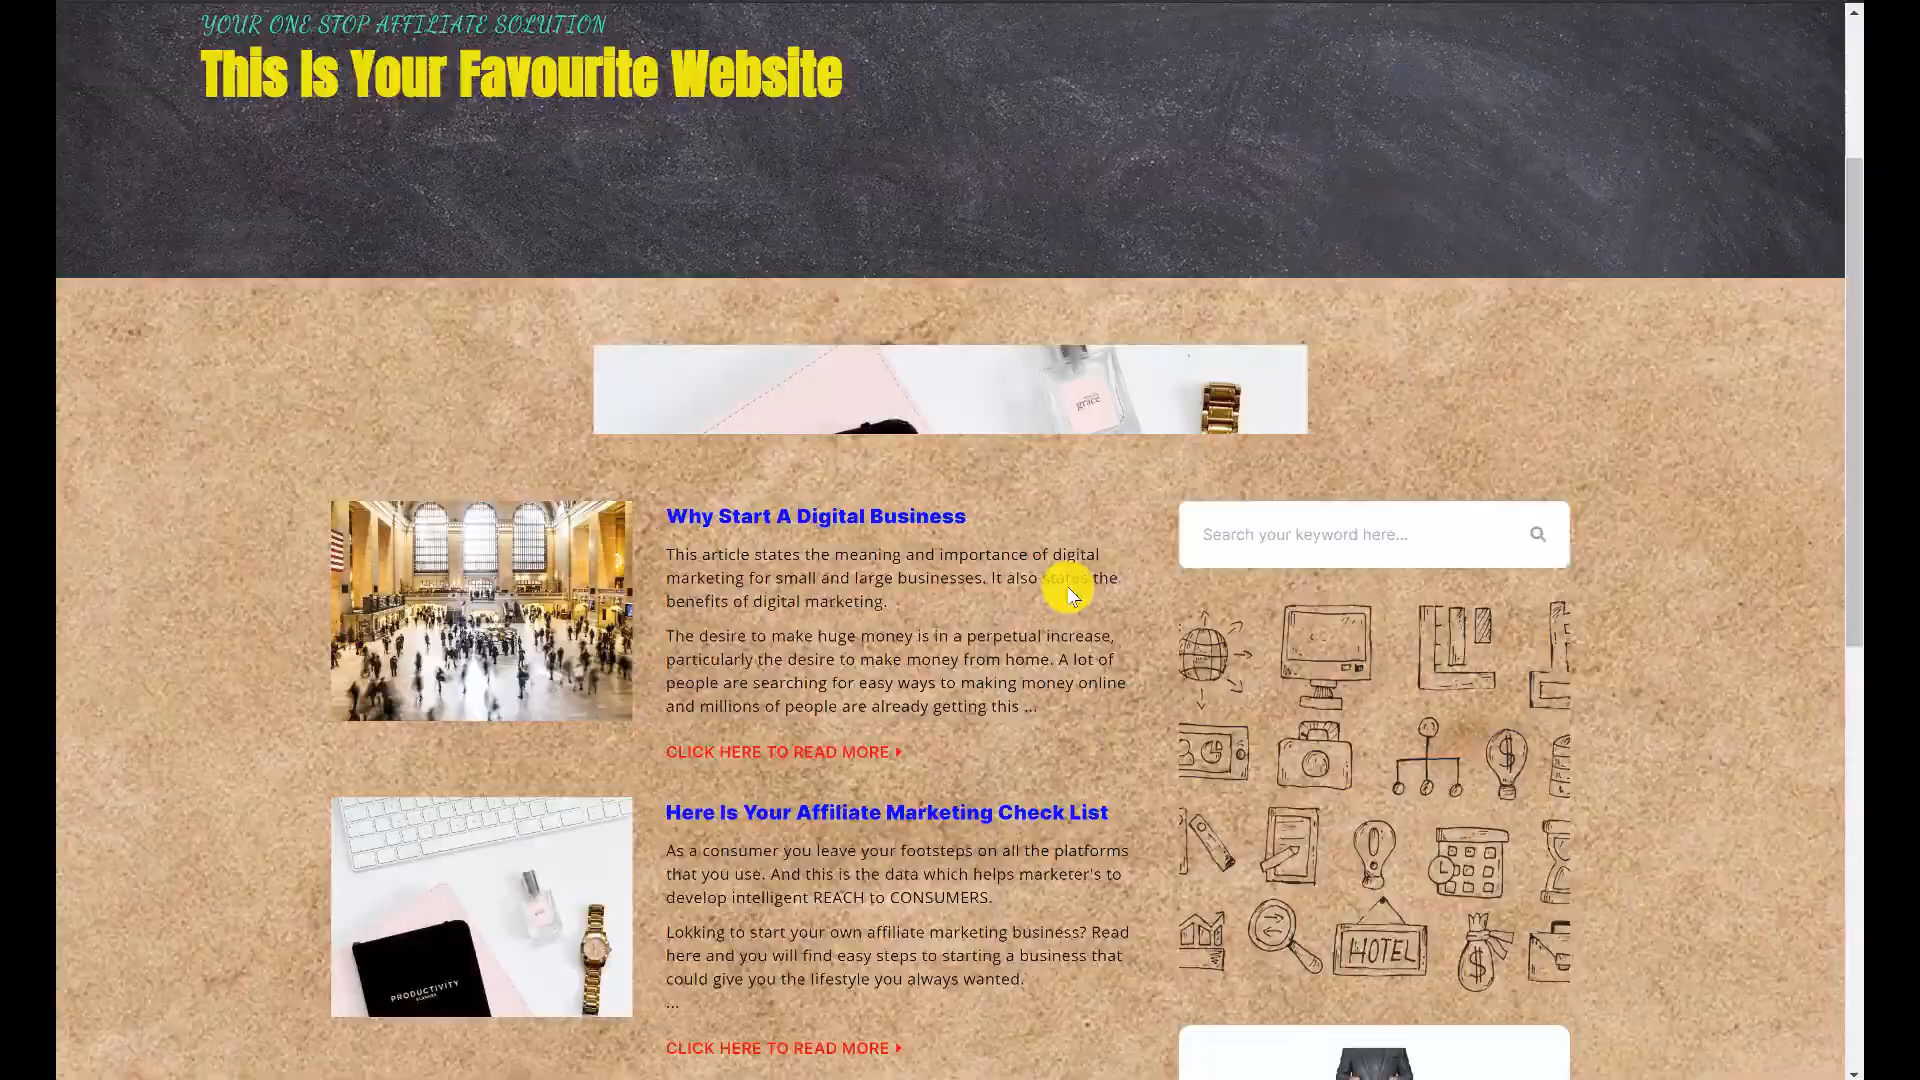 YOUR ONE STOP AFFILIATE SOLUTION
This Is Your Favourite Website
grace
Why Start A Digital Business
This article states the meaning and importance of digital
marketing for small and large businesses. It also states the
benefits of digital marketing.
The desire to make huge money is in a perpetual increase,
particularly the desire to make money from home. A lot of
people are searching for easy ways to making money online
and millions of people are already getting this ...
CLICK HERE TO READ MORE
Search your keyword here...
Here Is Your Affiliate Marketing Check List
As a consumer you leave your footsteps on all the platforms
that you use. And this is the data which helps marketer's to
develop intelligent REACH to CONSUMERS.
Lokking to start your own affiliate marketing business? Read
here and you will find easy steps to starting a business that
could give you the lifestyle you always wanted.
...
CLICK HERE TO READ MORE
PRODUCTIVITY
PLANNER
HOTEL